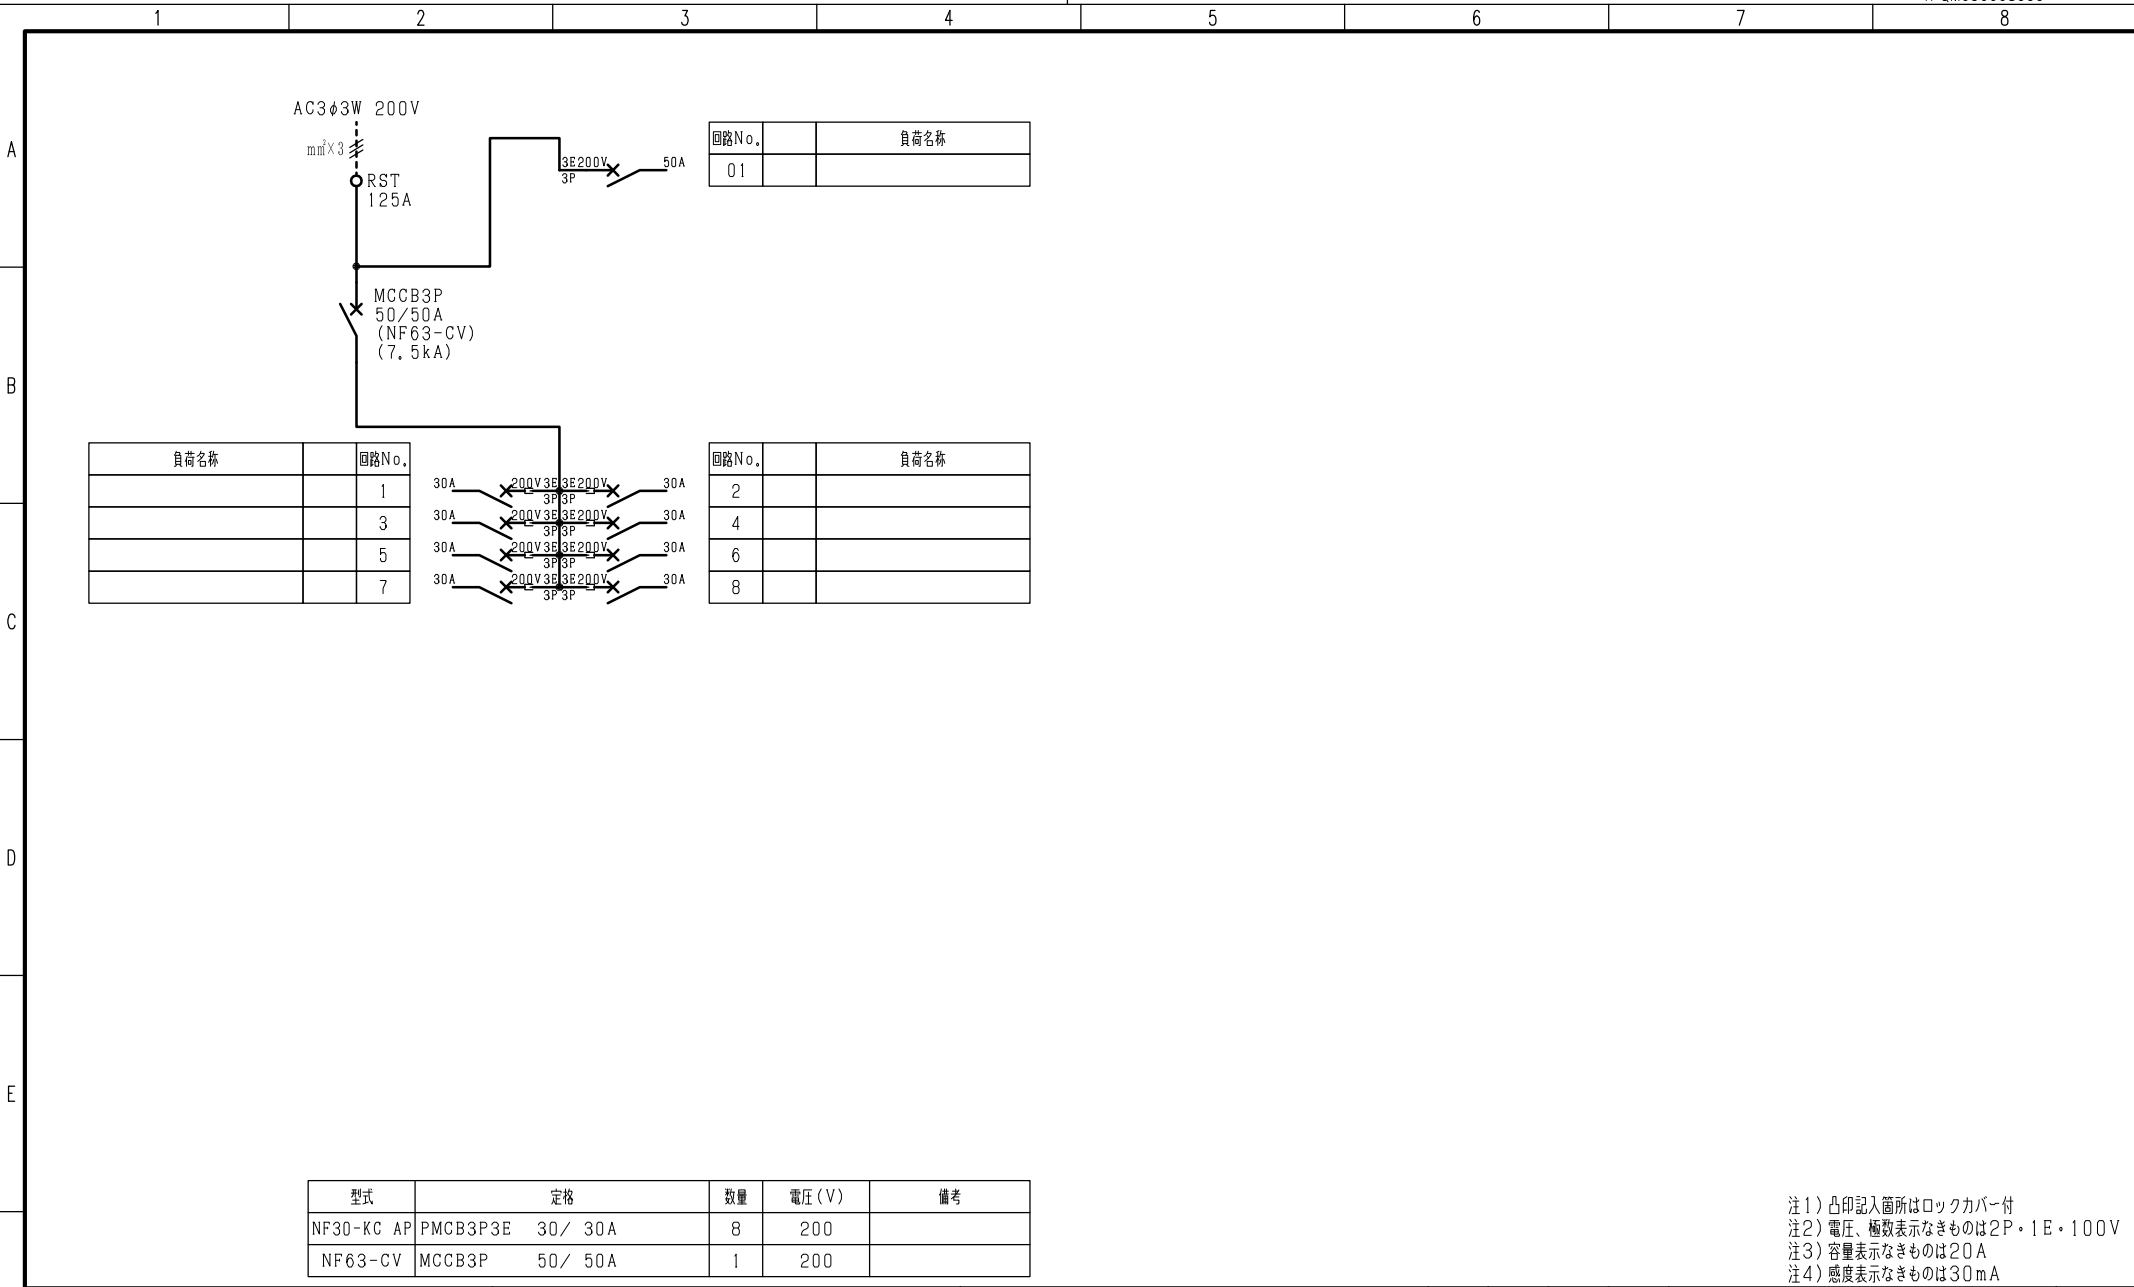 1 2 3 4 5 6 7 8
A
B
C
D
E
AC3φ3W 200V
mm²×3
RST
125A
3E200V 50A
3P
回路No. 負荷名称
01
MCCB3P
50/50A
(NF63-CV)
(7.5kA)
負荷名称 回路No.
1
3
5
7
30A 200V3E 3E200V 30A
3P 3P
30A 200V3E 3E200V 30A
3P 3P
30A 200V3E 3E200V 30A
3P 3P
30A 200V3E 3E200V 30A
3P 3P
回路No. 負荷名称
2
4
6
8
型式 定格 数量 電圧(V) 備考
NF30-KC AP PMCB3P3E 30/ 30A 8 200
NF63-CV MCCB3P 50/ 50A 1 200
注1)凸印記入箇所はロックカバー付
注2)電圧、極数表示なきものは2P・1E・100V
注3)容量表示なきものは20A
注4)感度表示なきものは30mA